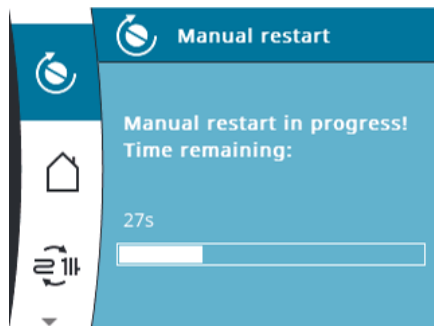 Manual restart
Manual restart in progress!
Time remaining:
27s